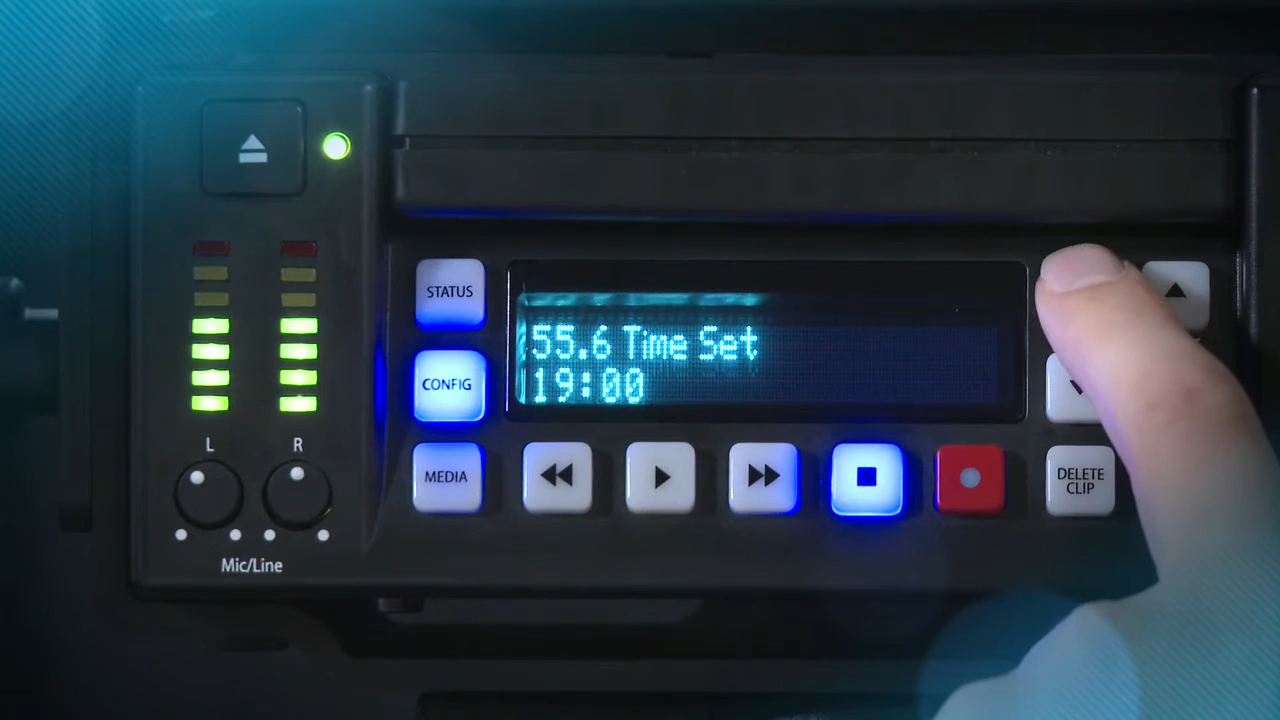 STATUS
55.6 Time Set
CONFIG
19:00
L R
MEDIA
DELETE
CLIP
Mic/Line